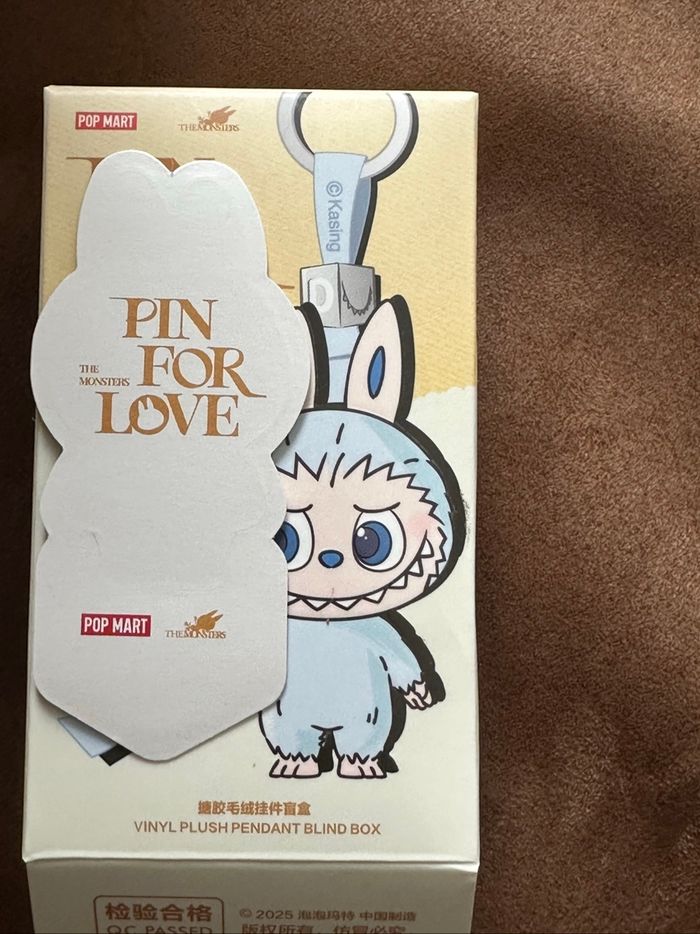 POP MART
THE MONSTERS
© Kasing
PIN
FOR
THE
MONSTERS
LOVE
POP MART
THE MONSTERS
搪胶毛绒挂件盲盒
VINYL PLUSH PENDANT BLIND BOX
检验合格
QC PASSED
© 2025 泡泡玛特 中国制造
版权所有，仿冒必究